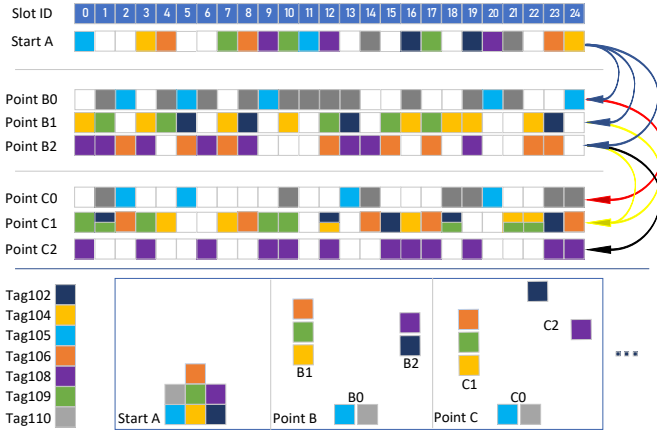 Slot ID 0 1 2 3 4 5 6 7 8 9 10 11 12 13 14 15 16 17 18 19 20 21 22 23 24
Start A
Point B0
Point B1
Point B2
Point C0
Point C1
Point C2
Tag102
Tag104
Tag105
Tag106
Tag108
Tag109
Tag110
Start A
B1
B2
B0
Point B
C2
C1
C0
Point C
...